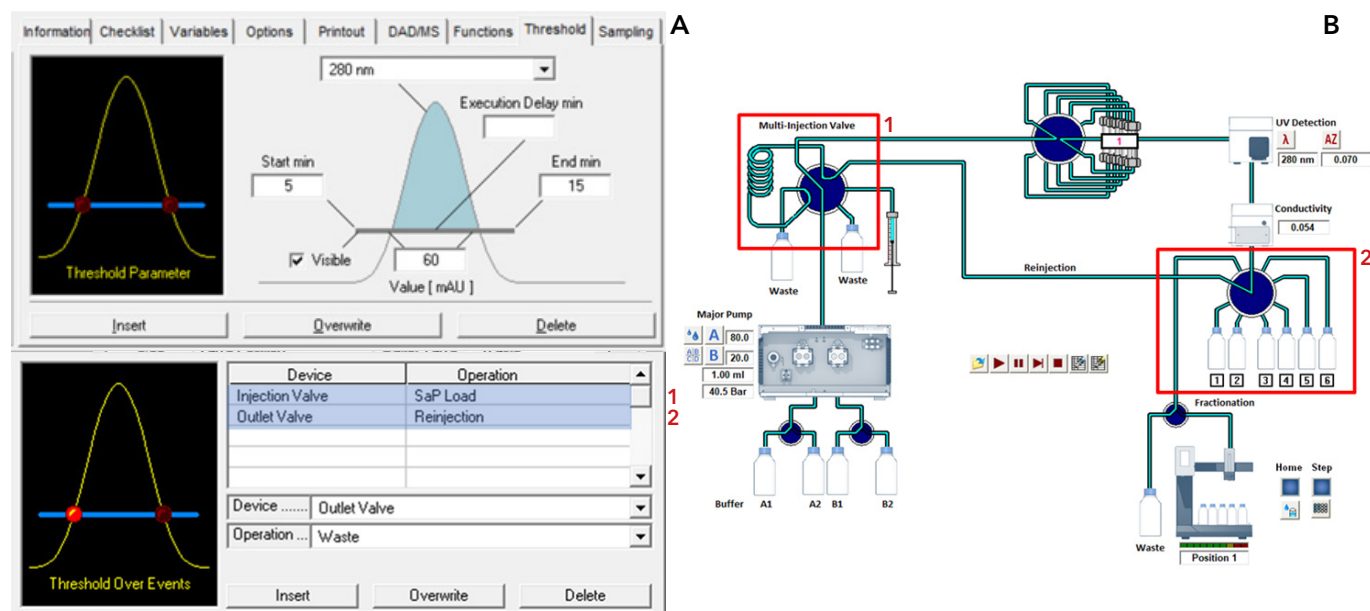 Information Checklist Variables Options Printout DAD/MS Functions Threshold Sampling
280 nm
Execution Delay min
Start min
End min
5
15
Visible
60
Value [ mAU ]
Threshold Parameter
Insert Overwrite Delete
Device Operation
Injection Valve SaP Load
Outlet Valve Reinjection
1
2
Device ....... Outlet Valve
Operation ... Waste
Threshold Over Events
Insert Overwrite Delete
A
B
Multi-Injection Valve
1
1
UV Detection
λ AZ
280 nm 0.070
Conductivity
0.054
2
Waste
Waste
Reinjection
Major Pump
A 80.0
B 20.0
1.00 ml
40.5 Bar
1 2 3 4 5 6
Fractionation
Buffer A1 A2 B1 B2
Home Step
Waste
Position 1